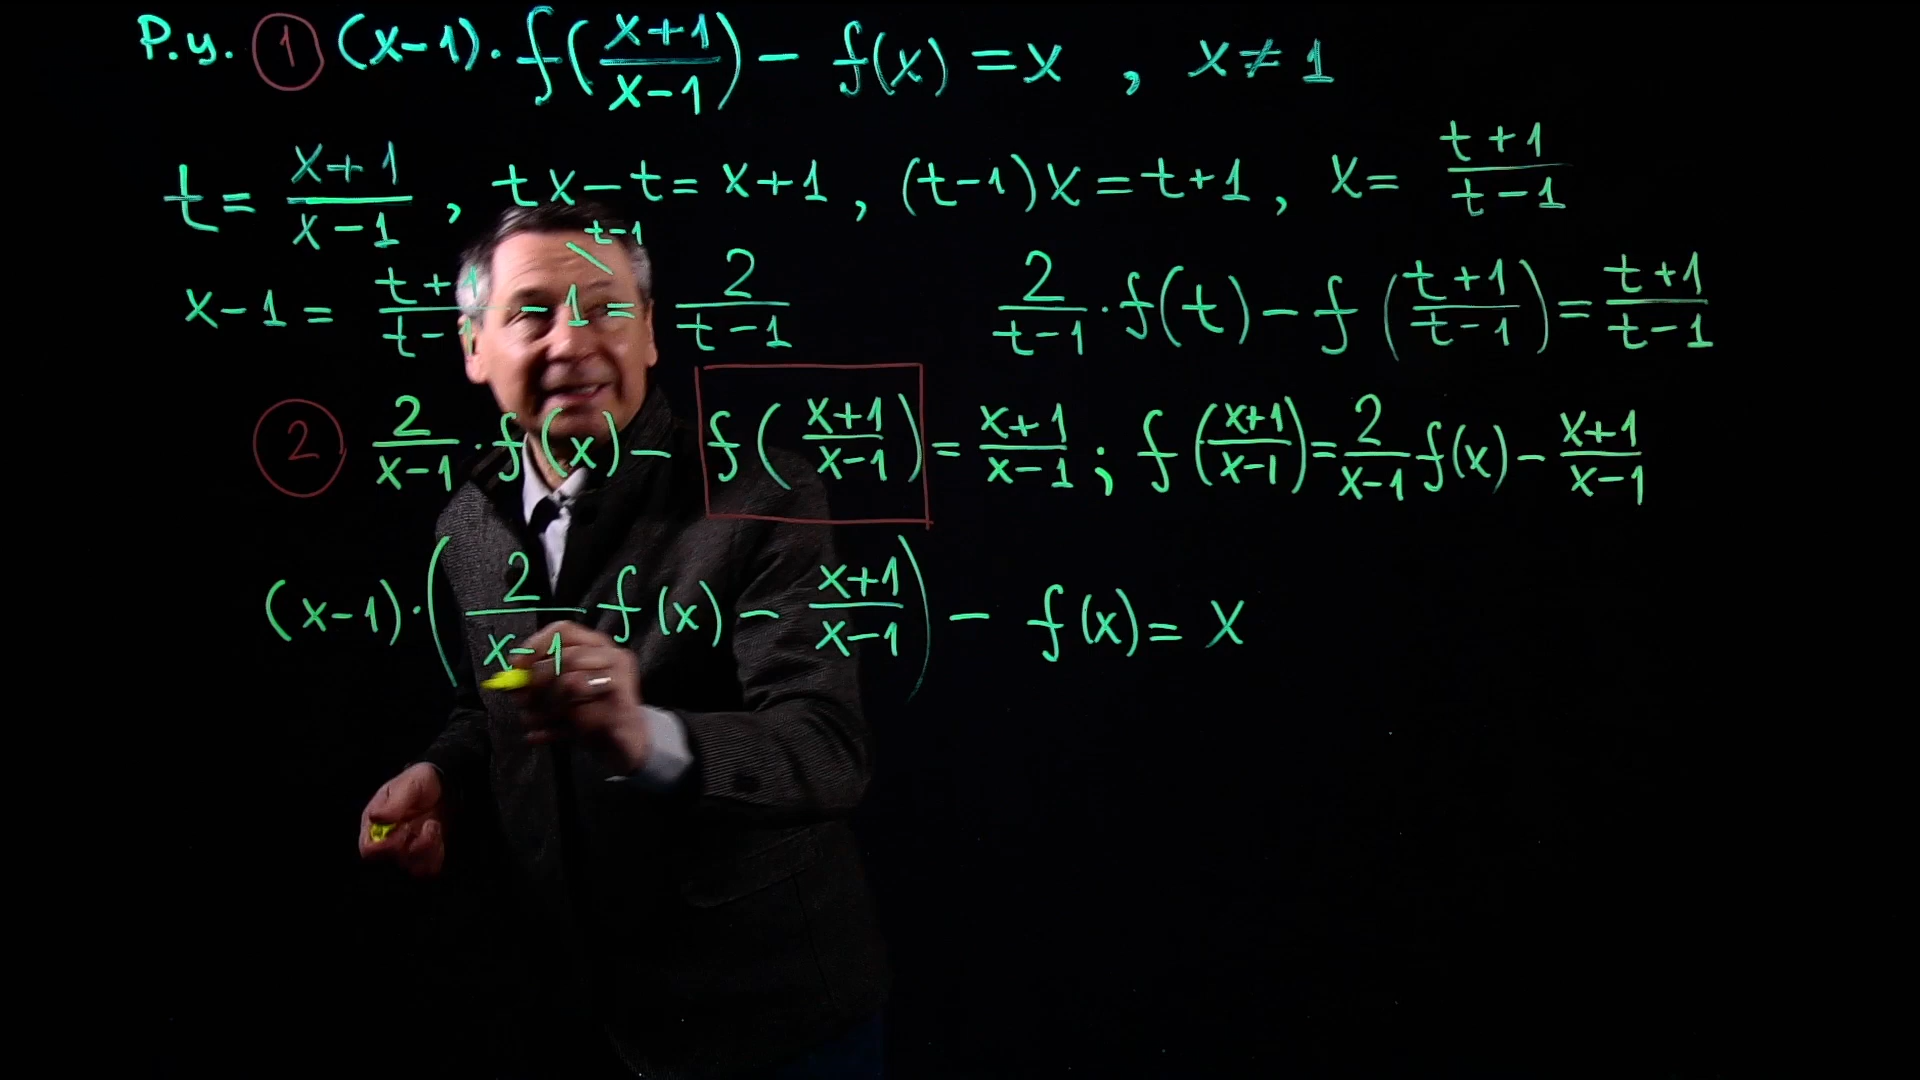 P.y. ① (x-1)·f((x+1)/(x-1)) - f(x) = x , x ≠ 1
t = (x+1)/(x-1) , tx - t = x+1 , (t-1)x = t+1 , x = (t+1)/(t-1)
x-1 = (t+1)/(t-1) - 1 \ t-1 = 2/(t-1) 2/(t-1)·f(t) - f((t+1)/(t-1)) = (t+1)/(t-1)
② 2/(x-1)·f(x) - f((x+1)/(x-1)) = (x+1)/(x-1) ; f((x+1)/(x-1)) = 2/(x-1) f(x) - (x+1)/(x-1)
(x-1)·(2/(x-1) f(x) - (x+1)/(x-1)) - f(x) = x